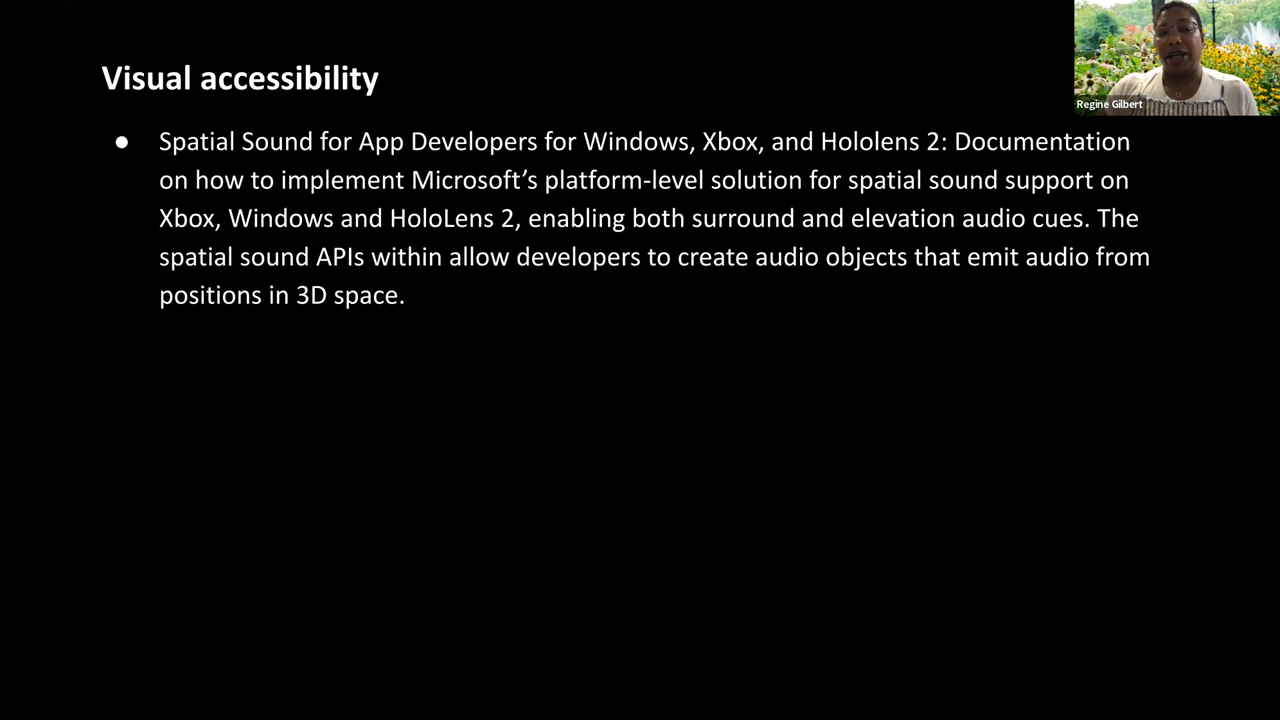 Visual accessibility
Regine Gilbert
● Spatial Sound for App Developers for Windows, Xbox, and Hololens 2: Documentation
on how to implement Microsoft’s platform-level solution for spatial sound support on
Xbox, Windows and HoloLens 2, enabling both surround and elevation audio cues. The
spatial sound APIs within allow developers to create audio objects that emit audio from
positions in 3D space.